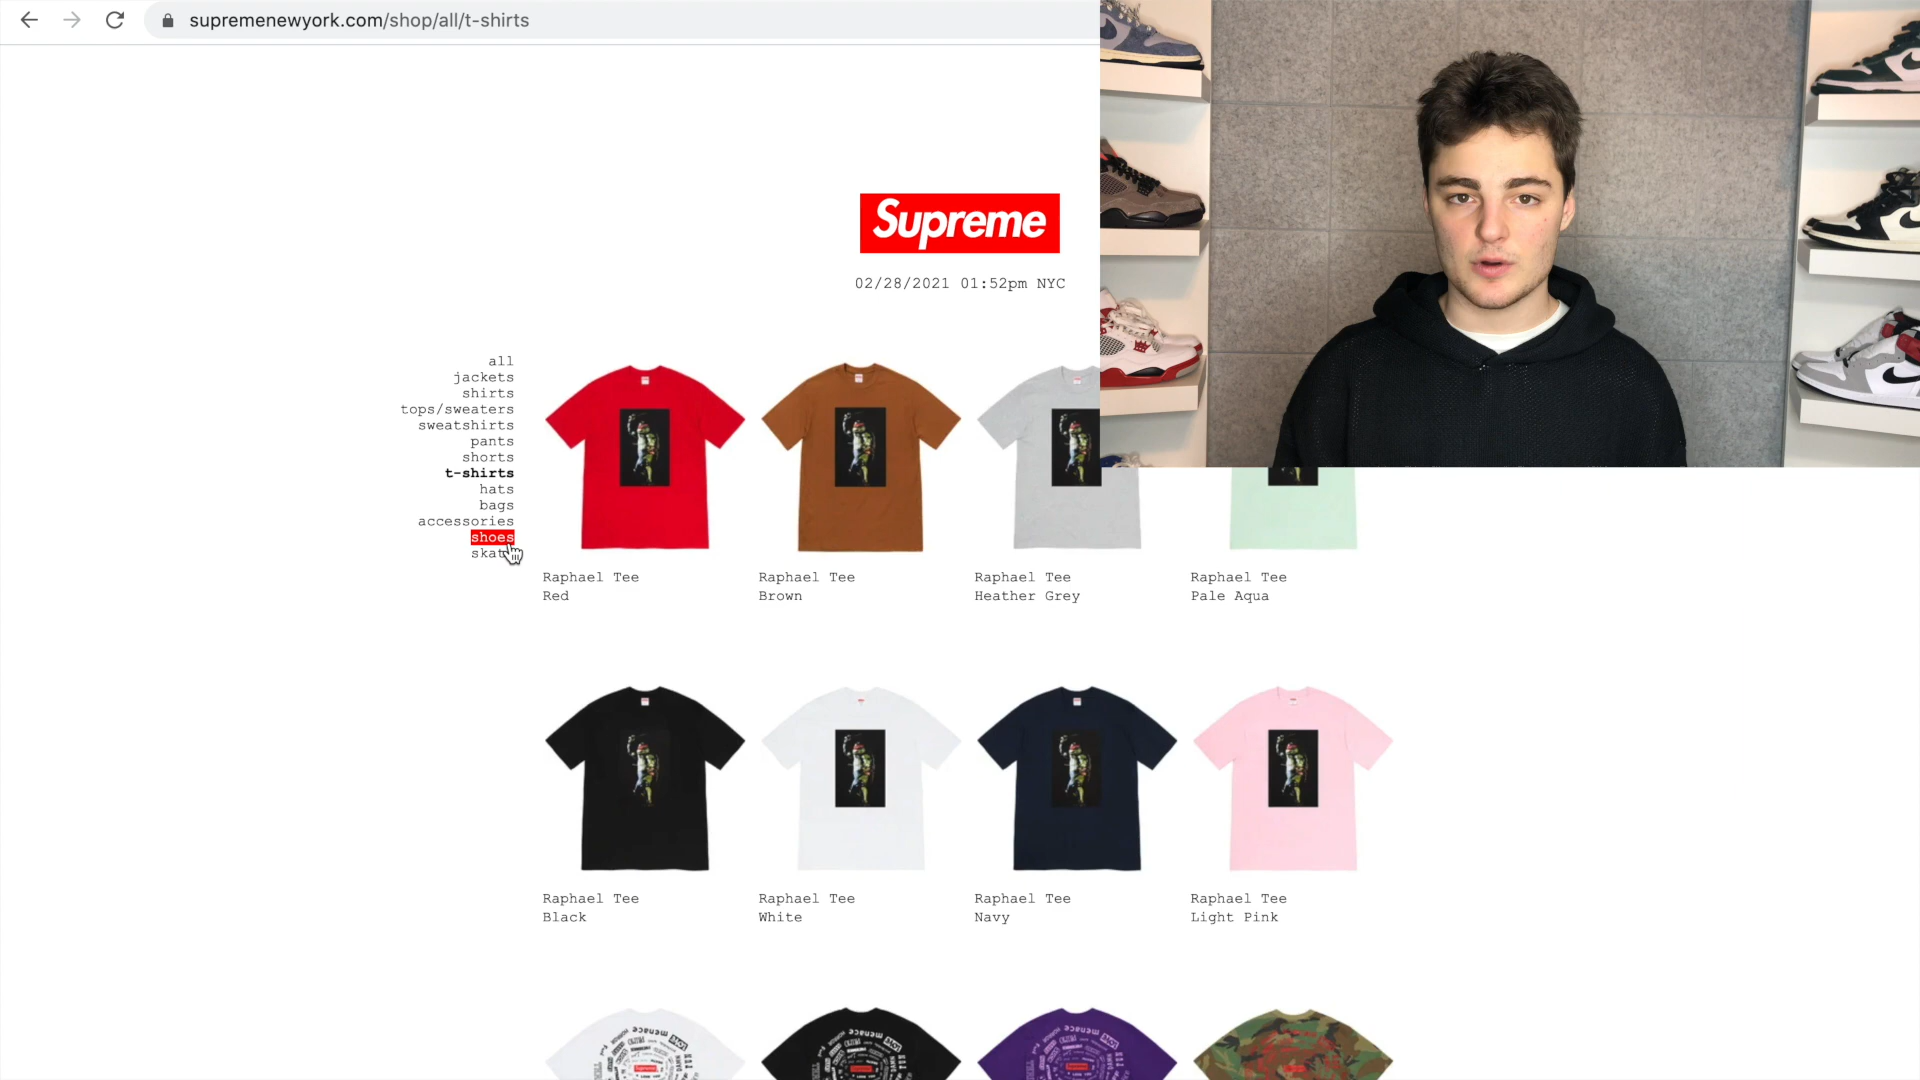 supremenewyork.com/shop/all/t-shirts
Supreme
02/28/2021 01:52pm NYC
all
jackets
shirts
tops/sweaters
sweatshirts
pants
shorts
t-shirts
hats
bags
accessories
shoes
Raphael Tee
Red
Raphael Tee
Brown
Raphael Tee
Heather Grey
Raphael Tee
Pale Aqua
Raphael Tee
Black
Raphael Tee
White
Raphael Tee
Navy
Raphael Tee
Light Pink